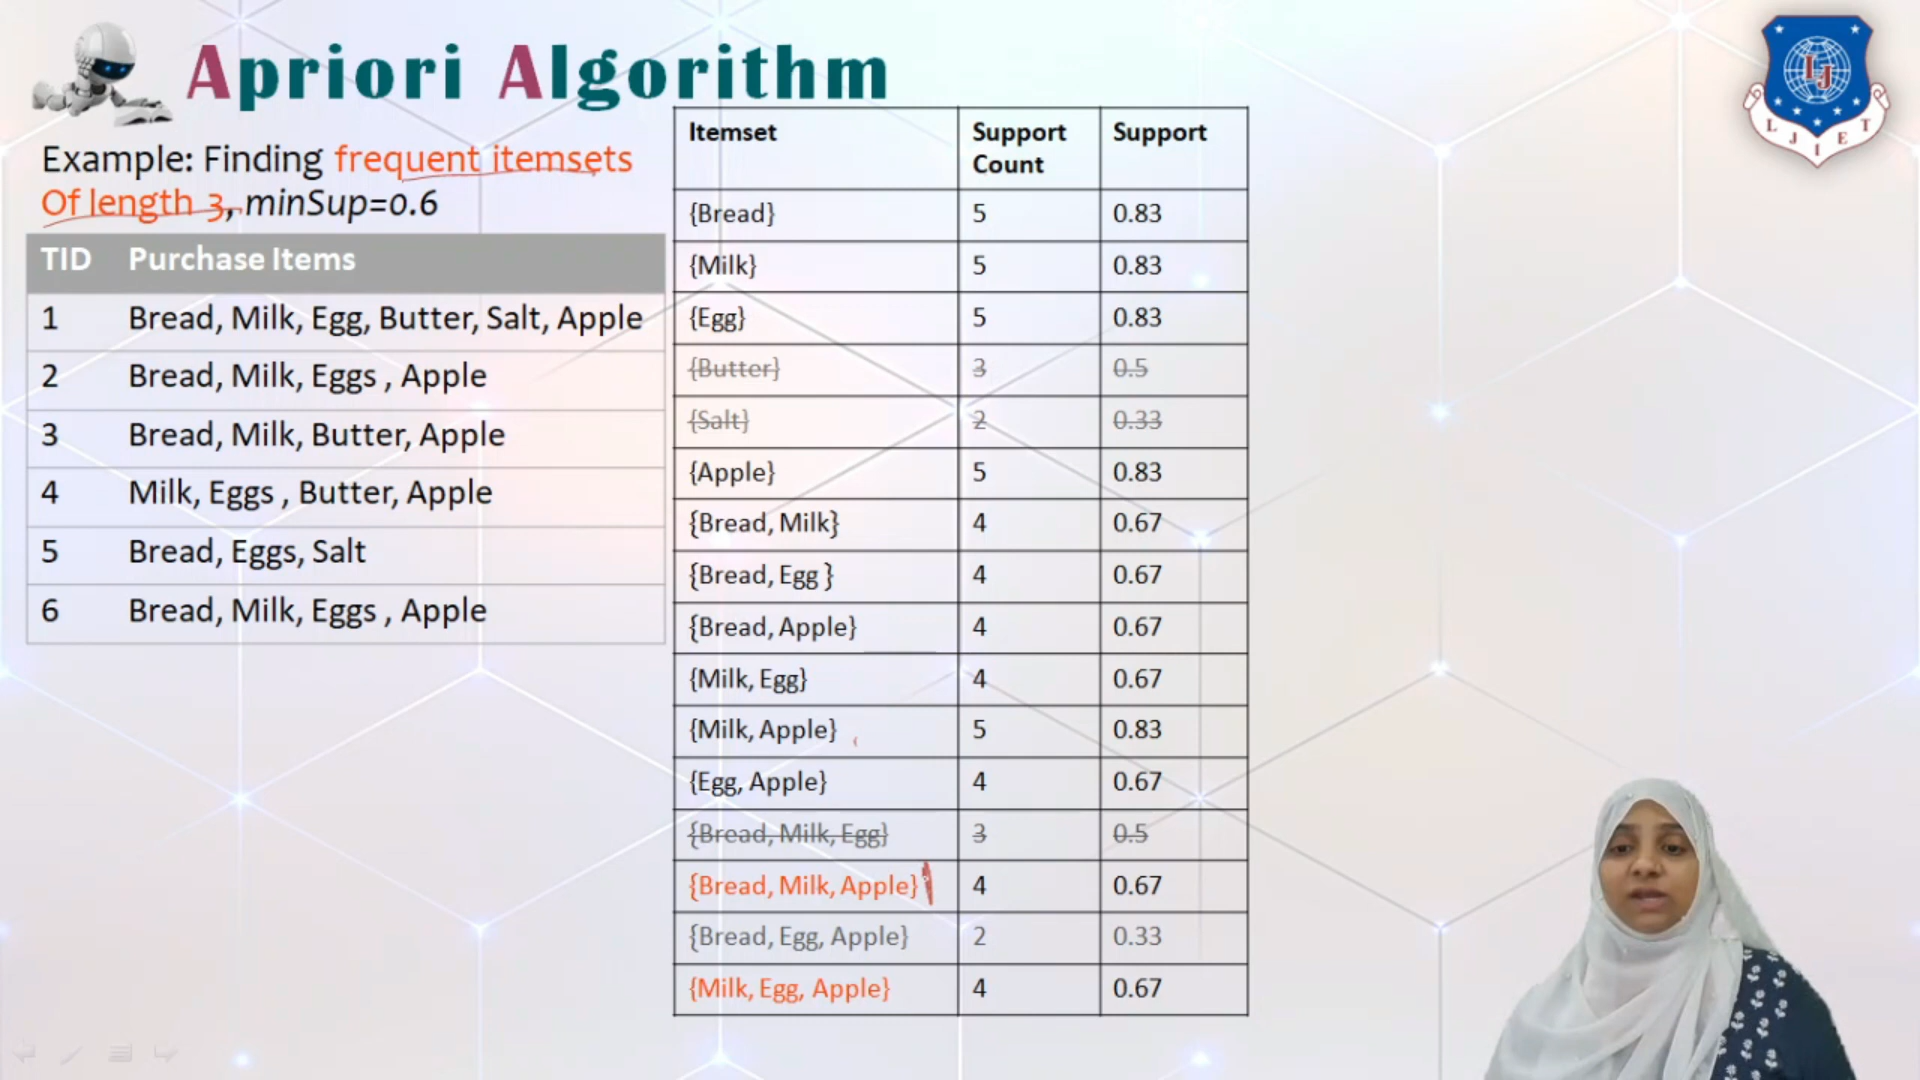 Apriori Algorithm
Example: Finding frequent itemsets
Of length 3, minSup=0.6
TID Purchase Items
1 Bread, Milk, Egg, Butter, Salt, Apple
2 Bread, Milk, Eggs , Apple
3 Bread, Milk, Butter, Apple
4 Milk, Eggs , Butter, Apple
5 Bread, Eggs, Salt
6 Bread, Milk, Eggs , Apple
Itemset Support Count Support
{Bread} 5 0.83
{Milk} 5 0.83
{Egg} 5 0.83
{Butter} 3 0.5
{Salt} 2 0.33
{Apple} 5 0.83
{Bread, Milk} 4 0.67
{Bread, Egg } 4 0.67
{Bread, Apple} 4 0.67
{Milk, Egg} 4 0.67
{Milk, Apple} 5 0.83
{Egg, Apple} 4 0.67
{Bread, Milk, Egg} 3 0.5
{Bread, Milk, Apple} 4 0.67
{Bread, Egg, Apple} 2 0.33
{Milk, Egg, Apple} 4 0.67
LJ
LJIET